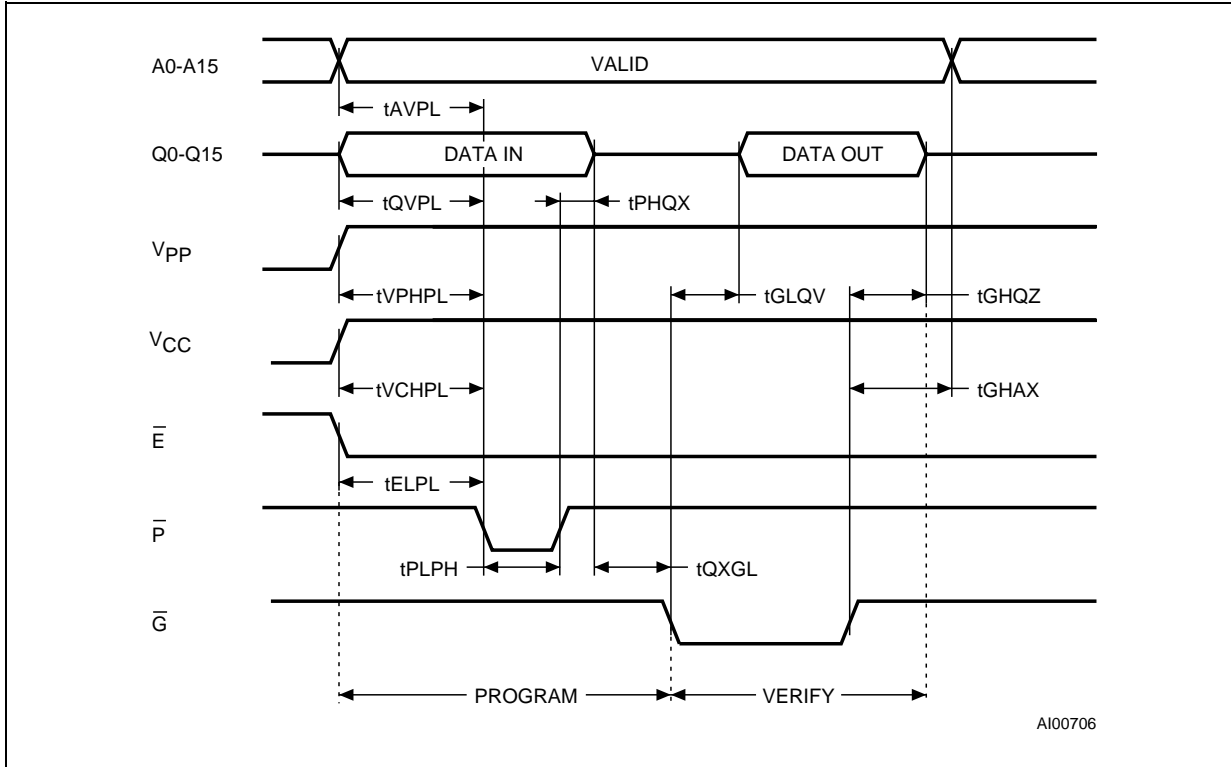 A0-A15
VALID
tAVPL
Q0-Q15
DATA IN
DATA OUT
tQVPL
tPHQX
VPP
tVPHPL
tGLQV
tGHQZ
VCC
tVCHPL
tGHAX
E̅
tELPL
P̅
tPLPH
tQXGL
G̅
PROGRAM
VERIFY
AI00706